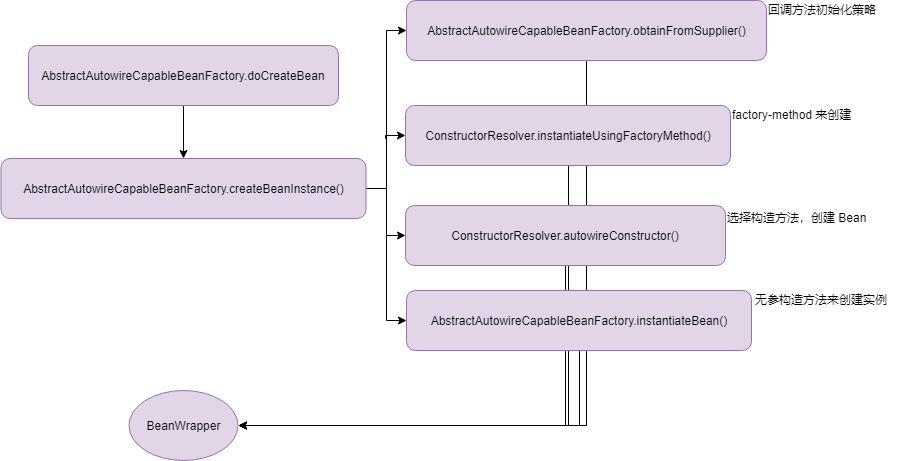 回调方法初始化策略
AbstractAutowireCapableBeanFactory.obtainFromSupplier()
AbstractAutowireCapableBeanFactory.doCreateBean
factory-method 来创建
ConstructorResolver.instantiateUsingFactoryMethod()
AbstractAutowireCapableBeanFactory.createBeanInstance()
选择构造方法，创建 Bean
ConstructorResolver.autowireConstructor()
无参构造方法来创建实例
AbstractAutowireCapableBeanFactory.instantiateBean()
BeanWrapper